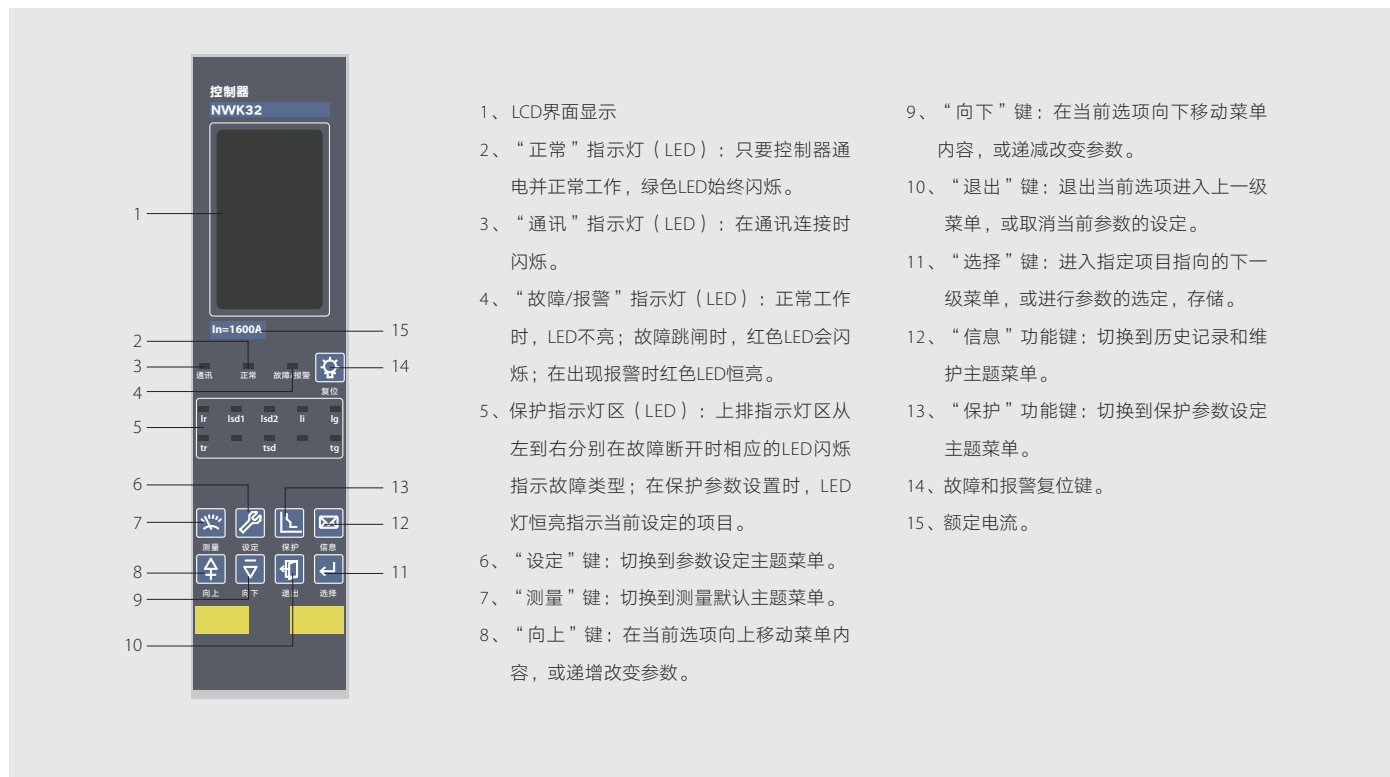 控制器
NWK32
1
In=1600A
15
2
3
14
4
通讯 正常 故障/报警
复位
Ir Isd1 Isd2 Ii Ig
5
tr tsd tg
6
13
7
12
测量 设定 保护 信息
8
11
9
向上 向下 退出 选择
10
1、LCD界面显示
2、“正常”指示灯（LED）：只要控制器通
电并正常工作，绿色LED始终闪烁。
3、“通讯”指示灯（LED）：在通讯连接时
闪烁。
4、“故障/报警”指示灯（LED）：正常工作
时，LED不亮；故障跳闸时，红色LED会闪
烁；在出现报警时红色LED恒亮。
5、保护指示灯区（LED）：上排指示灯区从
左到右分别在故障断开时相应的LED闪烁
指示故障类型；在保护参数设置时，LED
灯恒亮指示当前设定的项目。
6、“设定”键：切换到参数设定主题菜单。
7、“测量”键：切换到测量默认主题菜单。
8、“向上”键：在当前选项向上移动菜单内
容，或递增改变参数。
9、“向下”键：在当前选项向下移动菜单
内容，或递减改变参数。
10、“退出”键：退出当前选项进入上一级
菜单，或取消当前参数的设定。
11、“选择”键：进入指定项目指向的下一
级菜单，或进行参数的选定，存储。
12、“信息”功能键：切换到历史记录和维
护主题菜单。
13、“保护”功能键：切换到保护参数设定
主题菜单。
14、故障和报警复位键。
15、额定电流。